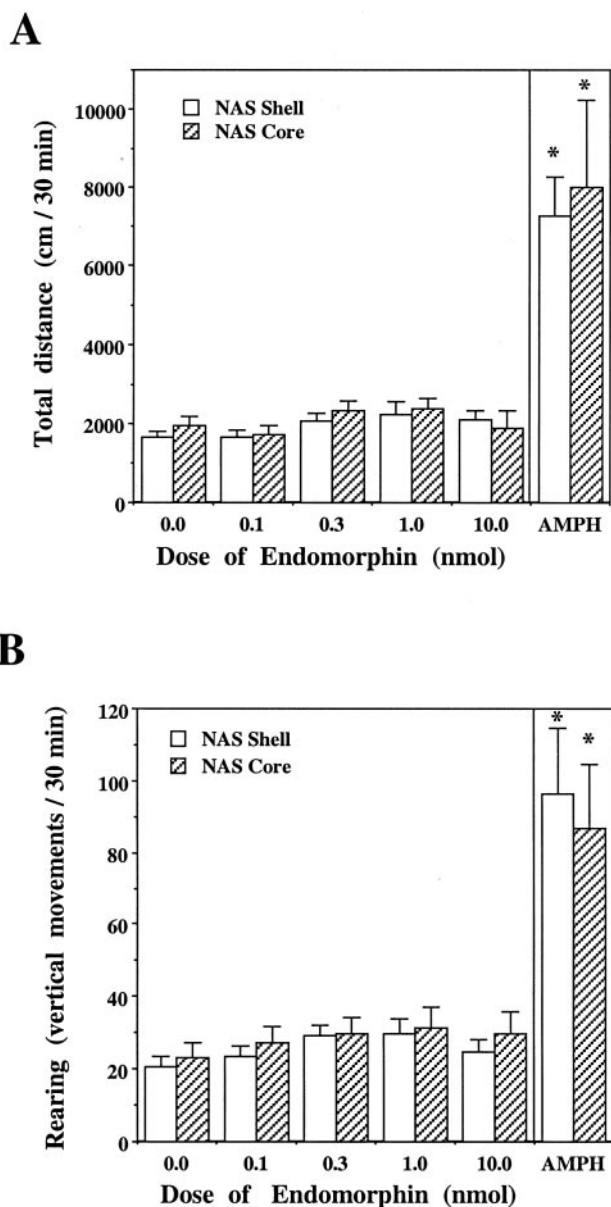 A
Total distance (cm / 30 min)
10000
8000
6000
4000
2000
0
NAS Shell
NAS Core
*
*
0.0 0.1 0.3 1.0 10.0 AMPH
Dose of Endomorphin (nmol)
B
Rearing (vertical movements / 30 min)
120
100
80
60
40
20
0
NAS Shell
NAS Core
*
*
0.0 0.1 0.3 1.0 10.0 AMPH
Dose of Endomorphin (nmol)